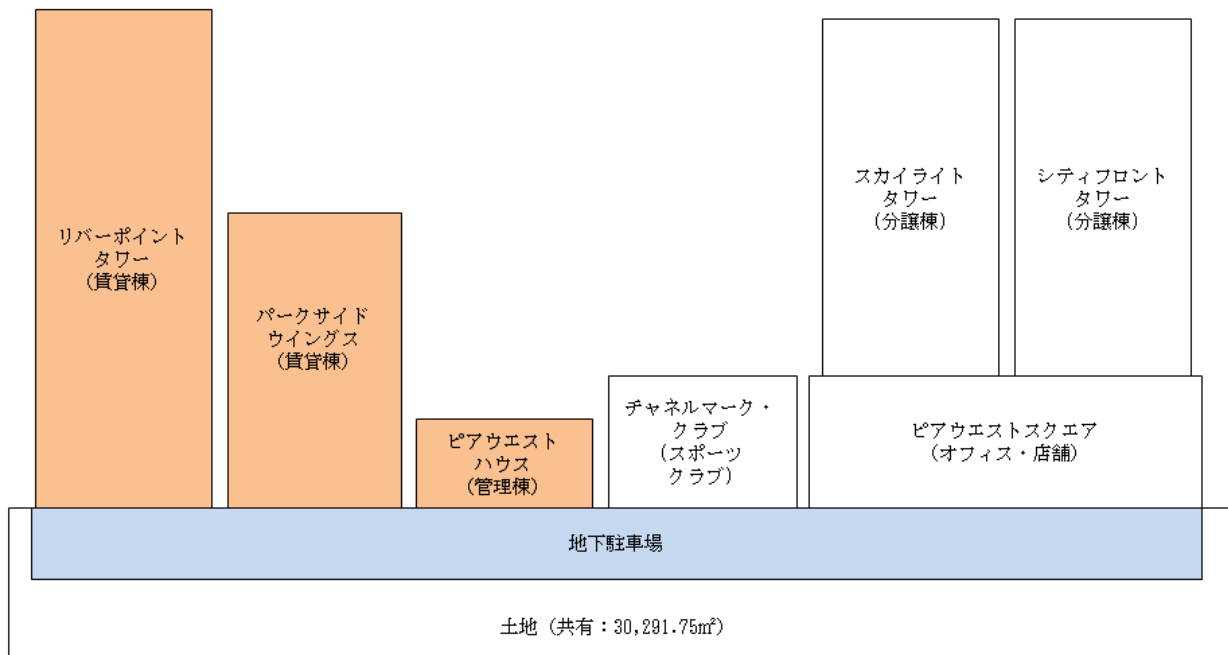 リバーポイント
タワー
(賃貸棟)
パークサイド
ウイングス
(賃貸棟)
ピアウエスト
ハウス
(管理棟)
チャネルマーク・
クラブ
(スポーツ
クラブ)
スカイライト
タワー
(分譲棟)
シティフロント
タワー
(分譲棟)
ピアウエストスクエア
(オフィス・店舗)
地下駐車場
土地 (共有：30,291.75㎡)